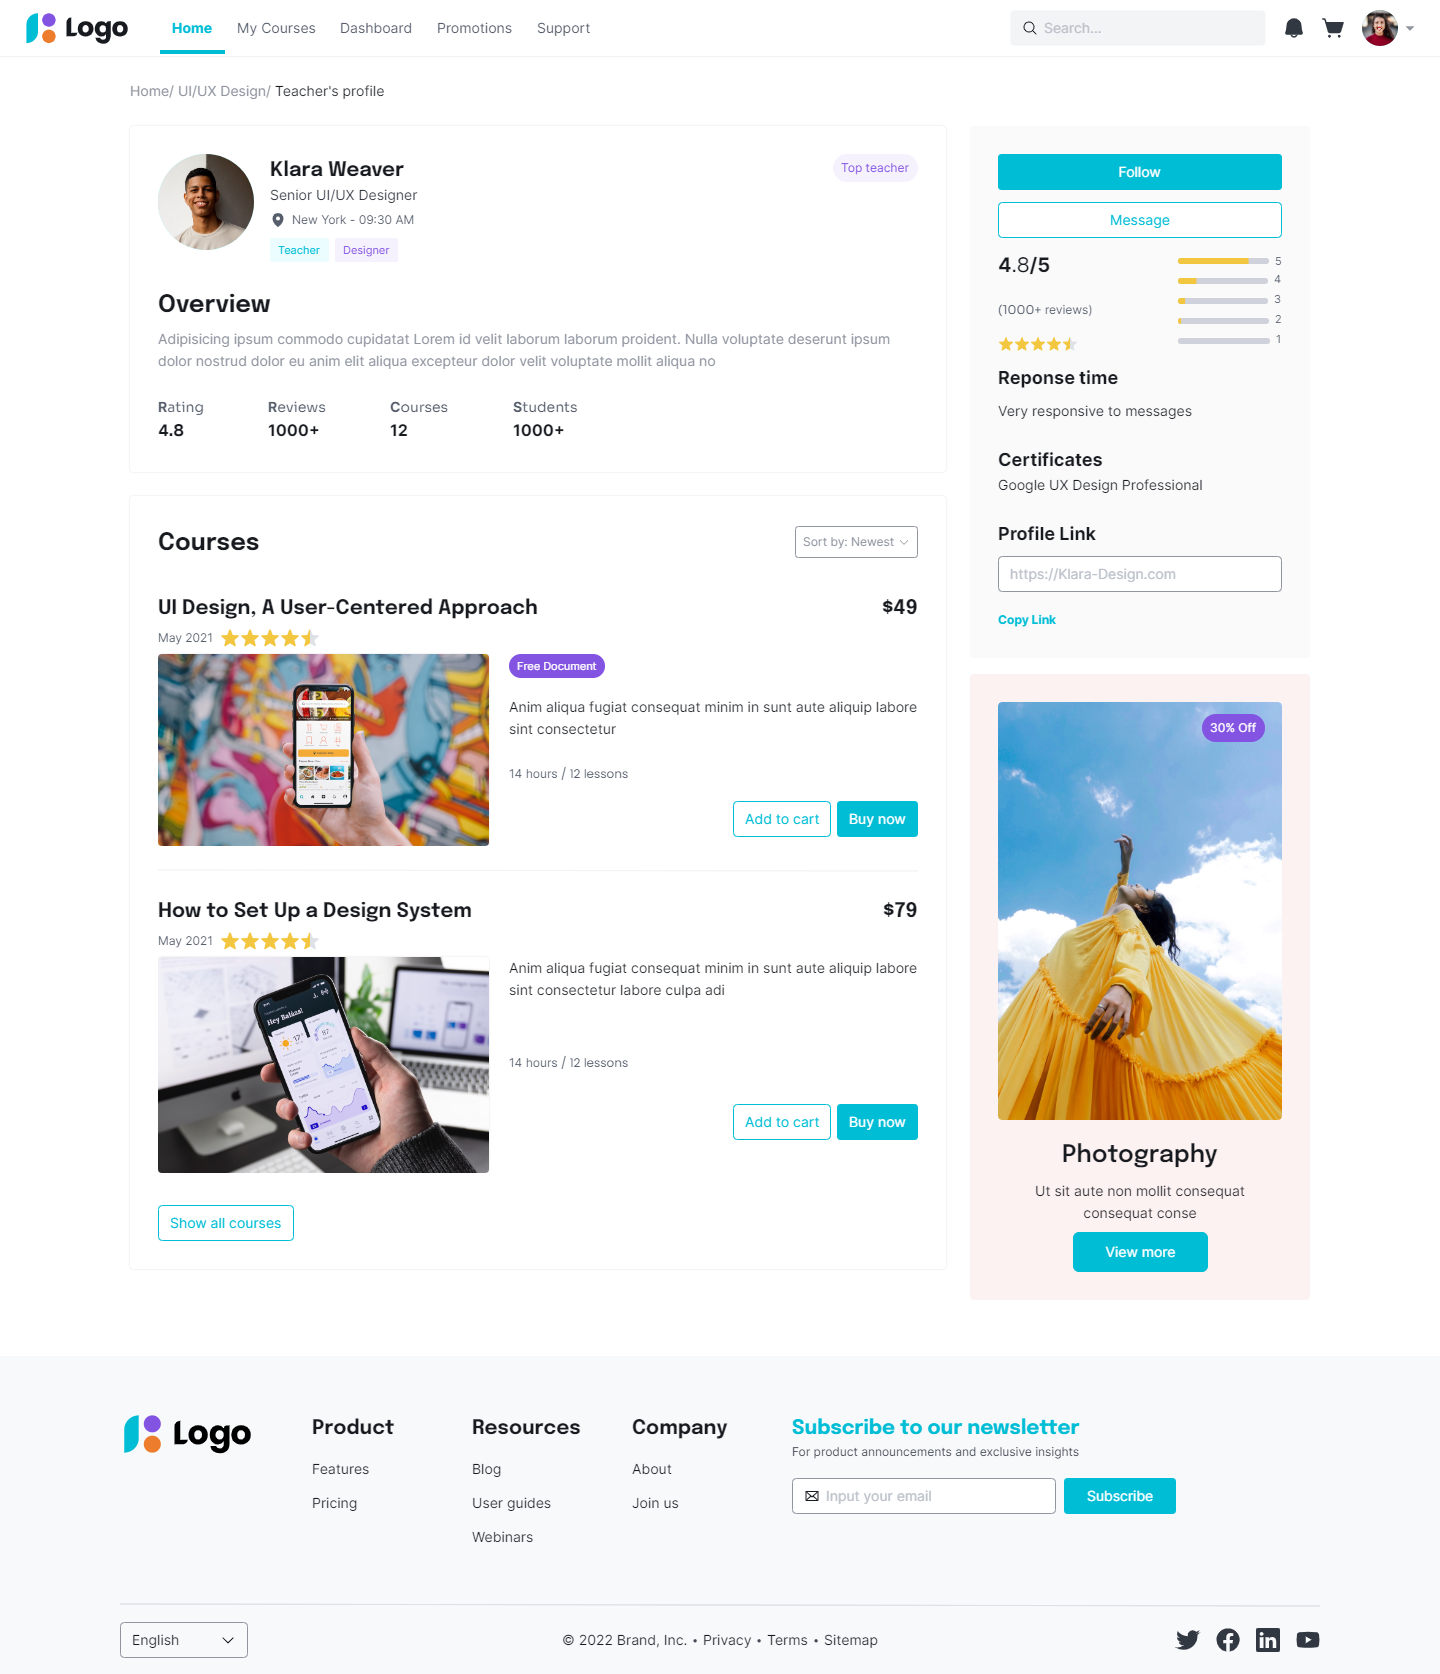 Logo
Home
My Courses
Dashboard
Promotions
Support
Search...
Home/ UI/UX Design/ Teacher's profile
Klara Weaver
Senior UI/UX Designer
New York - 09:30 AM
Teacher
Designer
Top teacher
Overview
Adipisicing ipsum commodo cupidatat Lorem id velit laborum laborum proident. Nulla voluptate deserunt ipsum
dolor nostrud dolor eu anim elit aliqua excepteur dolor velit voluptate mollit aliqua no
Rating
4.8
Reviews
1000+
Courses
12
Students
1000+
Courses
Sort by: Newest
UI Design, A User-Centered Approach
$49
May 2021
Free Document
Anim aliqua fugiat consequat minim in sunt aute aliquip labore
sint consectetur
14 hours / 12 lessons
Add to cart
Buy now
How to Set Up a Design System
$79
May 2021
Hey Balkaz!
Anim aliqua fugiat consequat minim in sunt aute aliquip labore
sint consectetur labore culpa adi
14 hours / 12 lessons
Add to cart
Buy now
Show all courses
Follow
Message
4.8/5
(1000+ reviews)
5
4
3
2
1
Reponse time
Very responsive to messages
Certificates
Google UX Design Professional
Profile Link
https://Klara-Design.com
Copy Link
30% Off
Photography
Ut sit aute non mollit consequat
consequat conse
View more
Logo
Product
Features
Pricing
Resources
Blog
User guides
Webinars
Company
About
Join us
Subscribe to our newsletter
For product announcements and exclusive insights
Input your email
Subscribe
English
© 2022 Brand, Inc. • Privacy • Terms • Sitemap